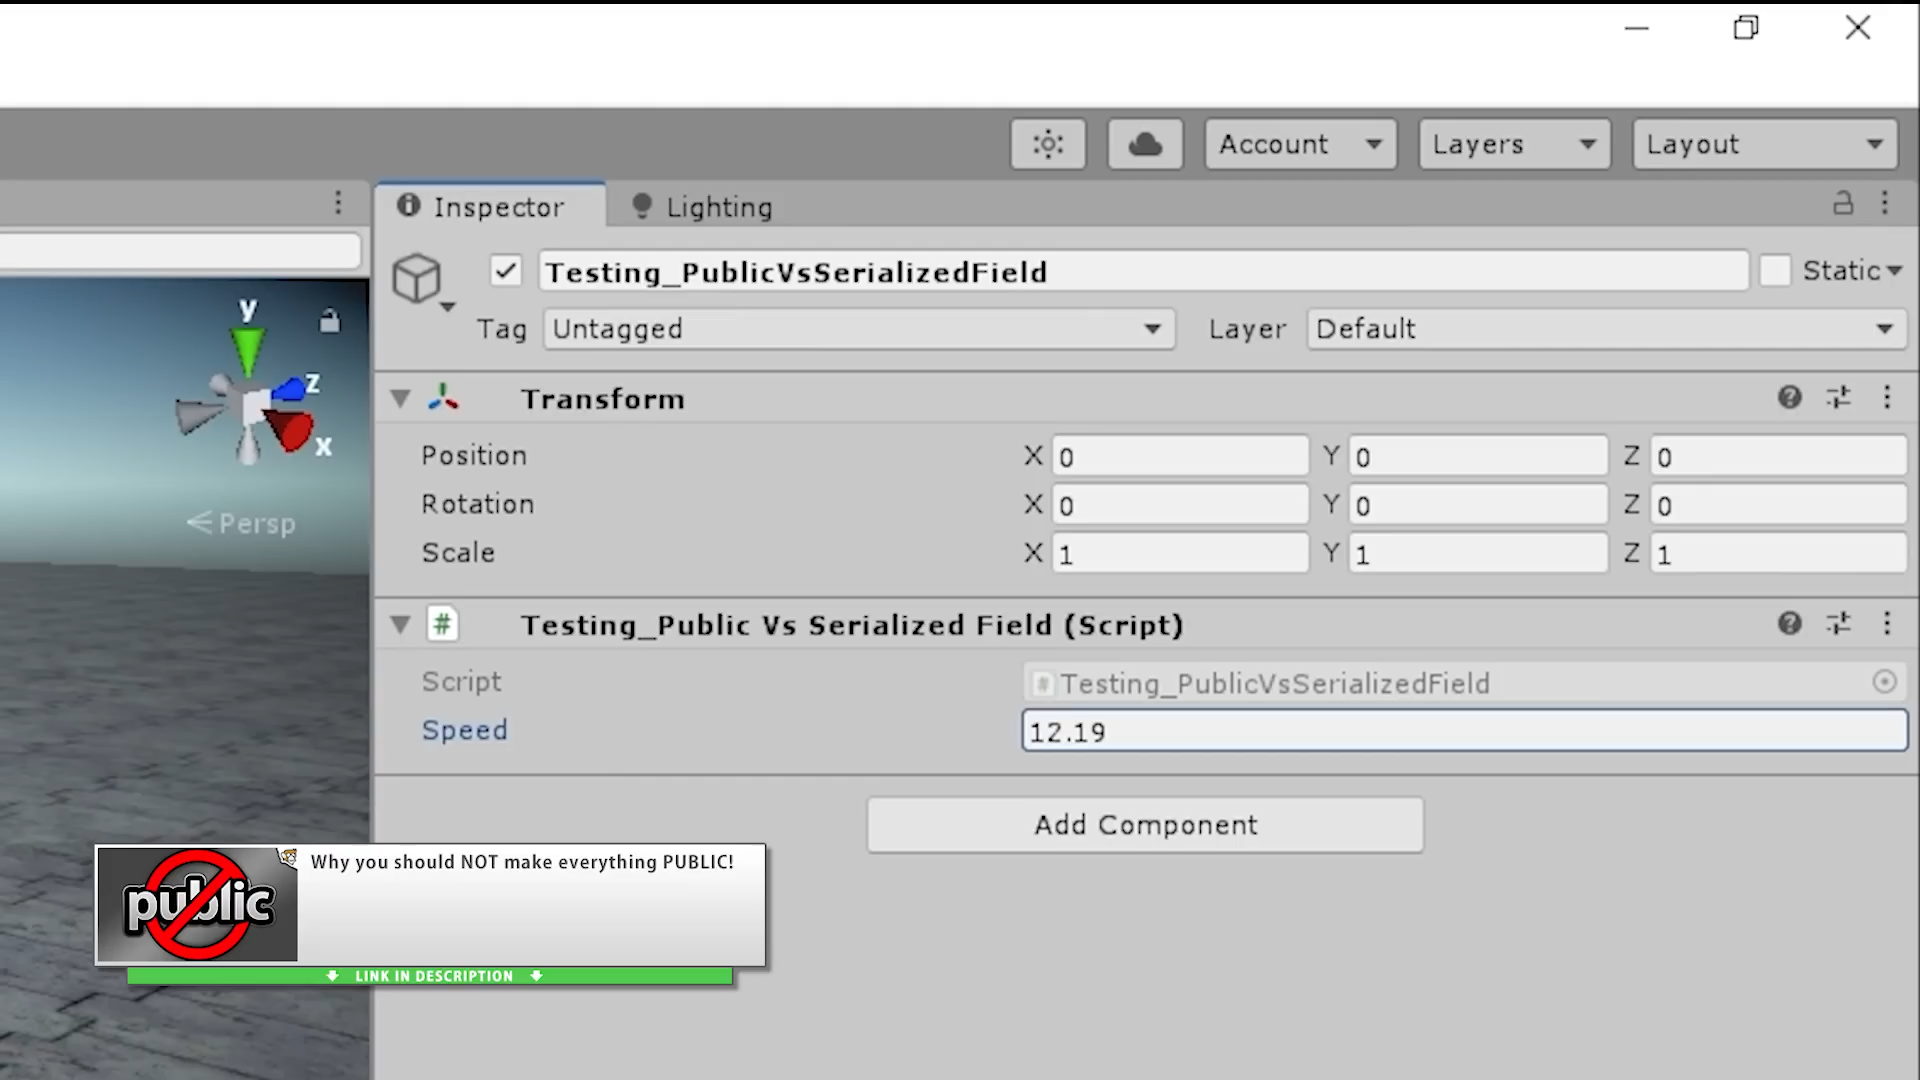 Account
Layers
Layout
Inspector
Lighting
Testing_PublicVsSerializedField
Static
Tag
Untagged
Layer
Default
y
z
x
Persp
Transform
Position
X 0
Y 0
Z 0
Rotation
X 0
Y 0
Z 0
Scale
X 1
Y 1
Z 1
# Testing_Public Vs Serialized Field (Script)
Script
# Testing_PublicVsSerializedField
Speed
12.19
Add Component
public
Why you should NOT make everything PUBLIC!
LINK IN DESCRIPTION